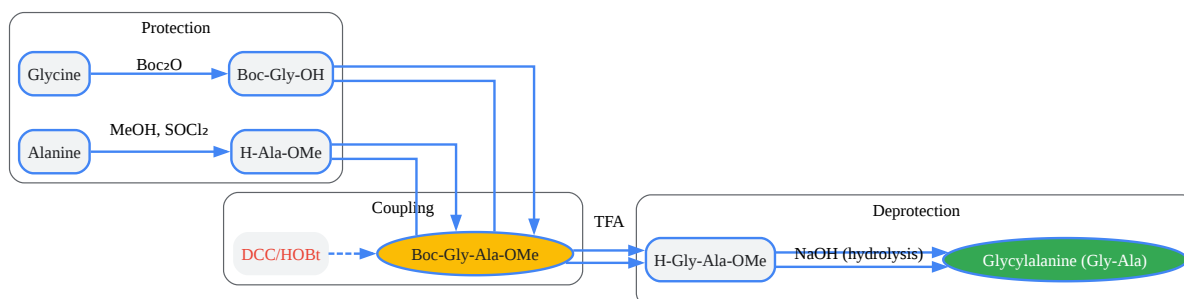 Protection
Glycine
Boc₂O
Boc-Gly-OH
Alanine
MeOH, SOCl₂
H-Ala-OMe
Coupling
DCC/HOBt
Boc-Gly-Ala-OMe
TFA
Deprotection
H-Gly-Ala-OMe
NaOH (hydrolysis)
Glycylalanine (Gly-Ala)